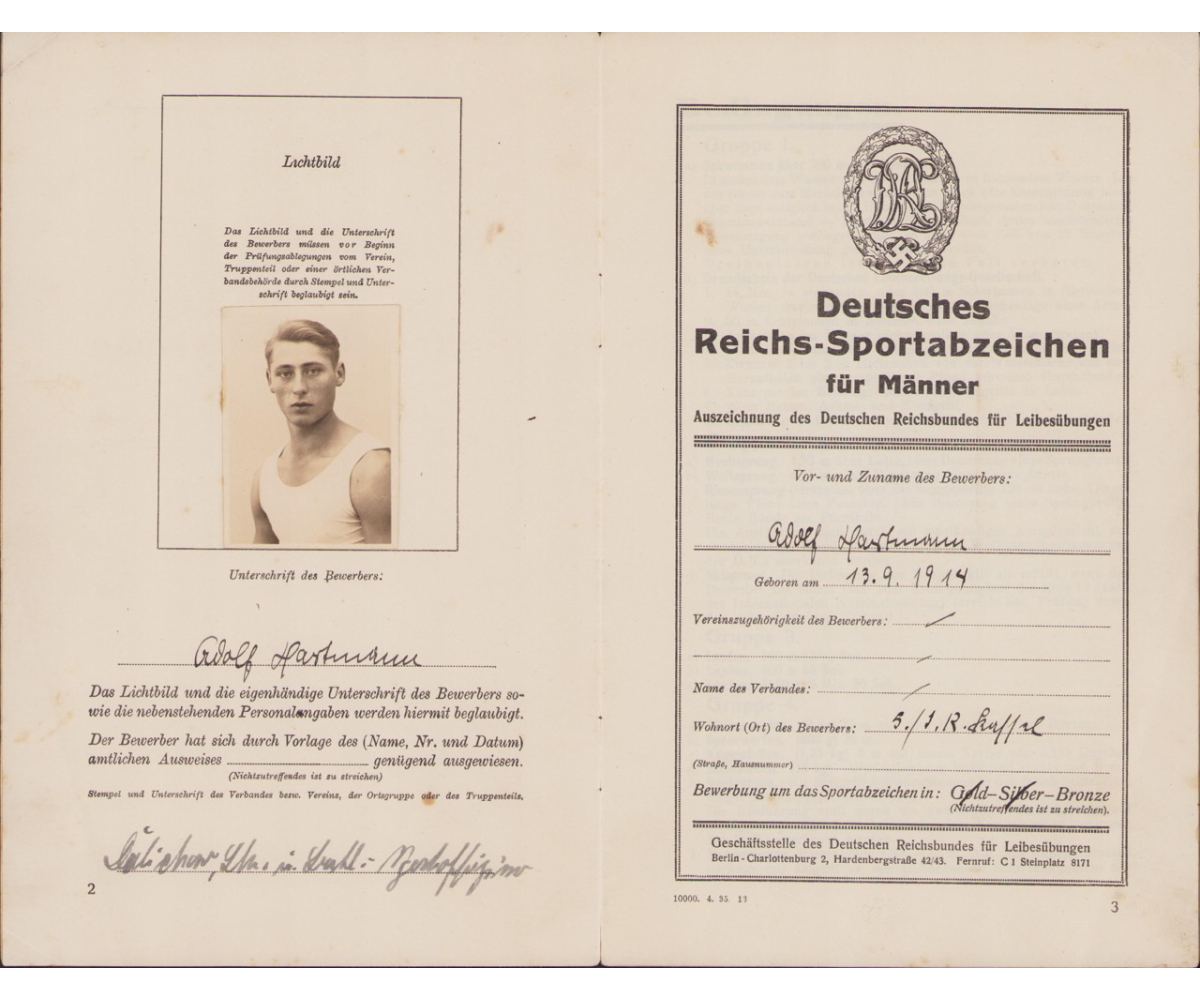 Lichtbild
Das Lichtbild und die Unterschrift
des Bewerbers müssen vor Beginn
der Prüfungsablegungen vom Verein,
Truppenteil oder einer örtlichen Ver-
bandsbehörde durch Stempel und Unter-
schrift beglaubigt sein.
Unterschrift des Bewerbers:
Adolf Hartmann
Das Lichtbild und die eigenhändige Unterschrift des Bewerbers so-
wie die nebenstehenden Personalangaben werden hiermit beglaubigt.
Der Bewerber hat sich durch Vorlage des (Name, Nr. und Datum)
amtlichen Ausweises genügend ausgewiesen.
(Nichtzutreffendes ist zu streichen)
Stempel und Unterschrift des Verbandes bezw. Vereins, der Ortsgruppe oder des Truppenteils.
2
DRL
Deutsches
Reichs-Sportabzeichen
für Männer
Auszeichnung des Deutschen Reichsbundes für Leibesübungen
Vor- und Zuname des Bewerbers:
Adolf Hartmann
Geboren am 13.9.1914
Vereinszugehörigkeit des Bewerbers:
Name des Verbandes:
Wohnort (Ort) des Bewerbers: 5./I.R. Kassel
(Straße, Hausnummer)
Bewerbung um das Sportabzeichen in: Gold-Silber-Bronze
(Nichtzutreffendes ist zu streichen).
Geschäftsstelle des Deutschen Reichsbundes für Leibesübungen
Berlin-Charlottenburg 2, Hardenbergstraße 42/43. Fernruf: C 1 Steinplatz 8171
10000. 4. 35. 13
3